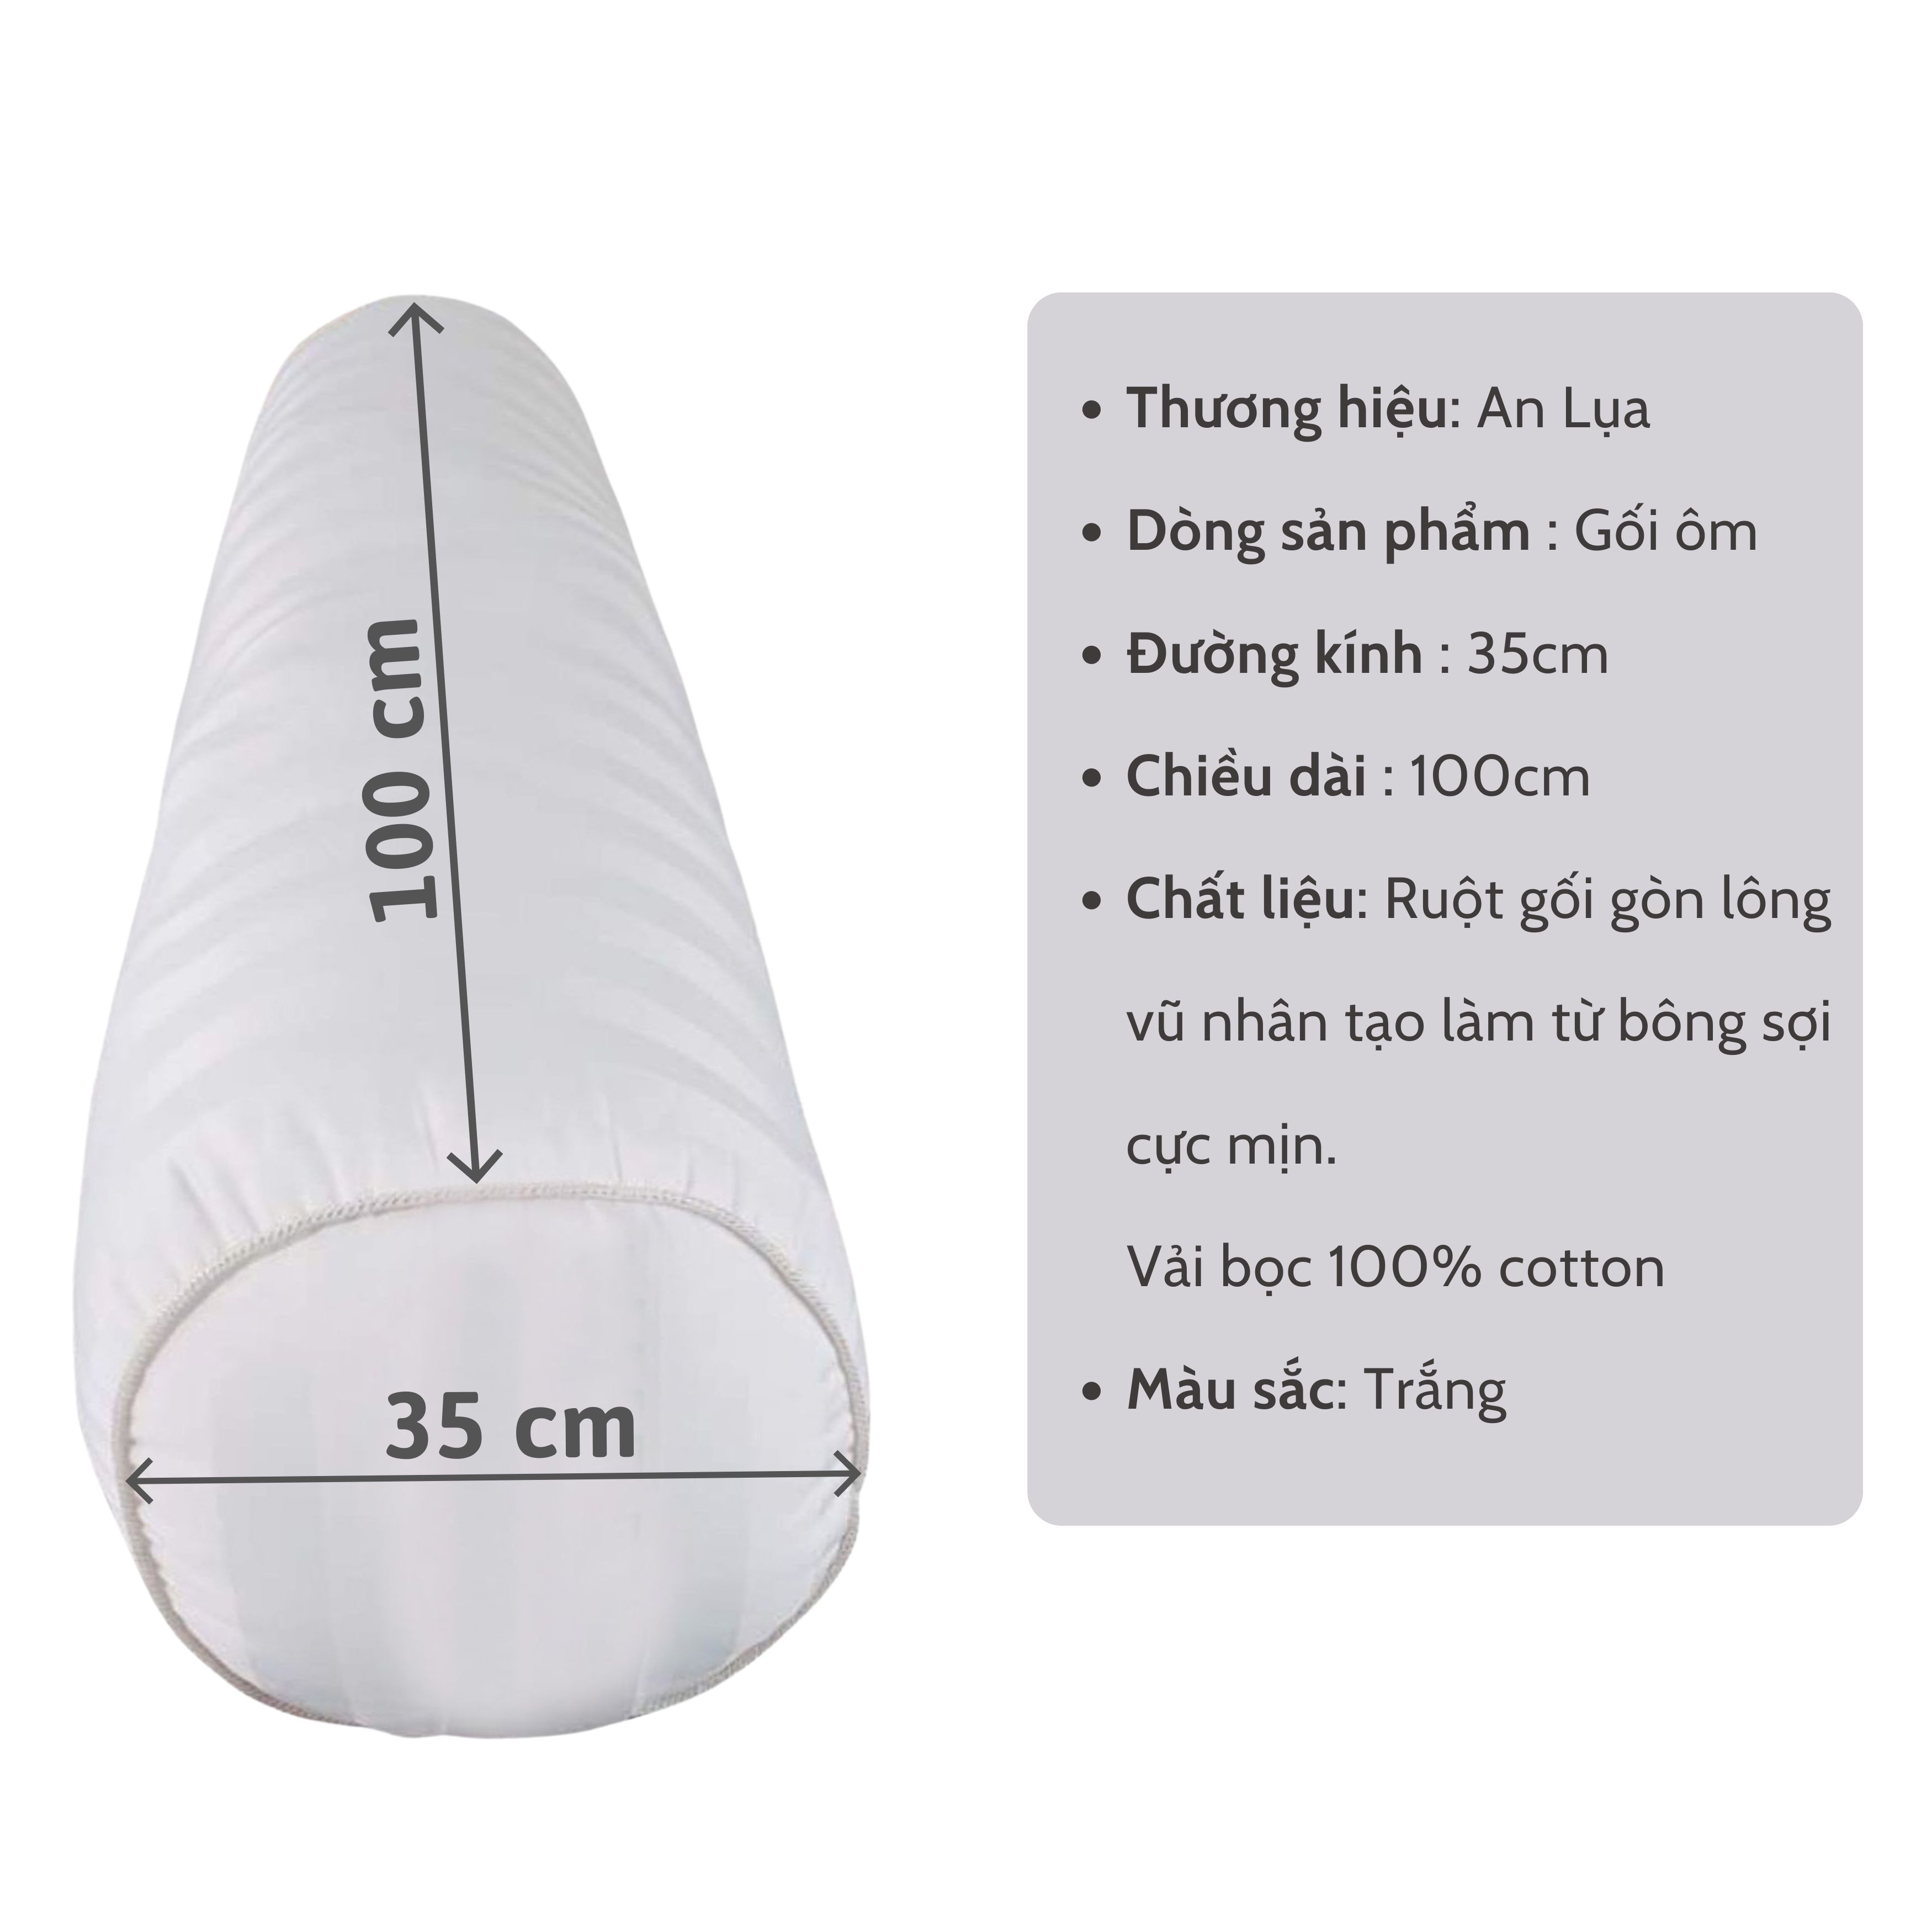 100 cm
35 cm
Thương hiệu: An Lụa
Dòng sản phẩm : Gối ôm
Đường kính : 35cm
Chiều dài : 100cm
Chất liệu: Ruột gối gòn lông
vũ nhân tạo làm từ bông sợi
cực mịn.
Vải bọc 100% cotton
Màu sắc: Trắng